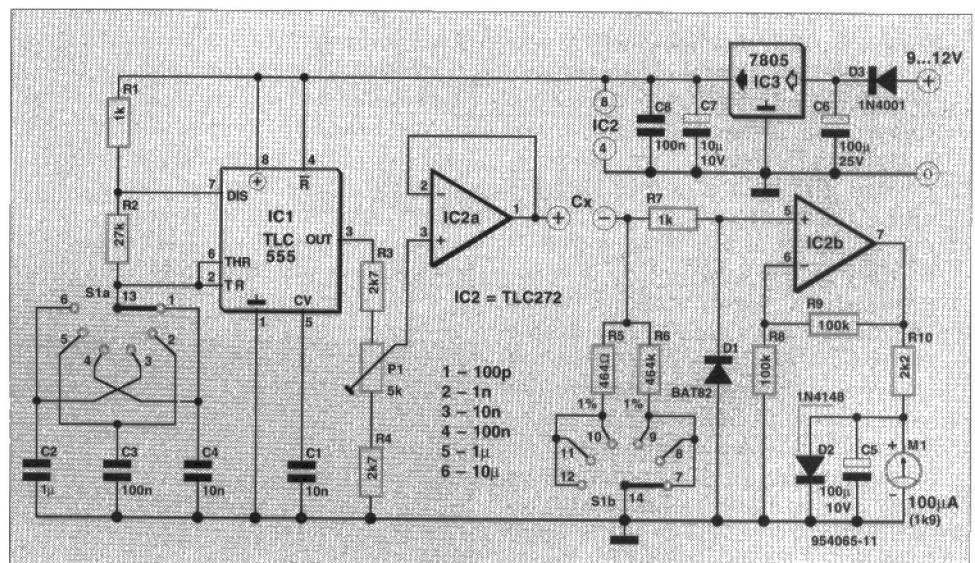 R1
1k
R2
27k
7
DIS
6
THR
2
TR
8
4
R̅
IC1
TLC
555
OUT
3
CV
1
5
S1a
13
6
1
5
2
4
3
C2
1µ
C3
100n
C4
10n
C1
10n
R3
2k7
P1
5k
R4
2k7
2
−
3
+
IC2a
1
+
Cx
−
IC2 = TLC272
1 – 100p
2 – 1n
3 – 10n
4 – 100n
5 – 1µ
6 – 10µ
8
IC2
4
C8
100n
C7
10µ
10V
7805
IC3
C6
100µ
25V
D3
1N4001
9...12V
+
0
R7
1k
R5
464Ω
1%
R6
464k
1%
10
9
11
8
12
7
S1b
14
D1
BAT82
5
+
6
−
IC2b
7
R8
100k
R9
100k
R10
2k2
1N4148
D2
C5
100µ
10V
M1
+
-
100µA
(1k9)
954065-11